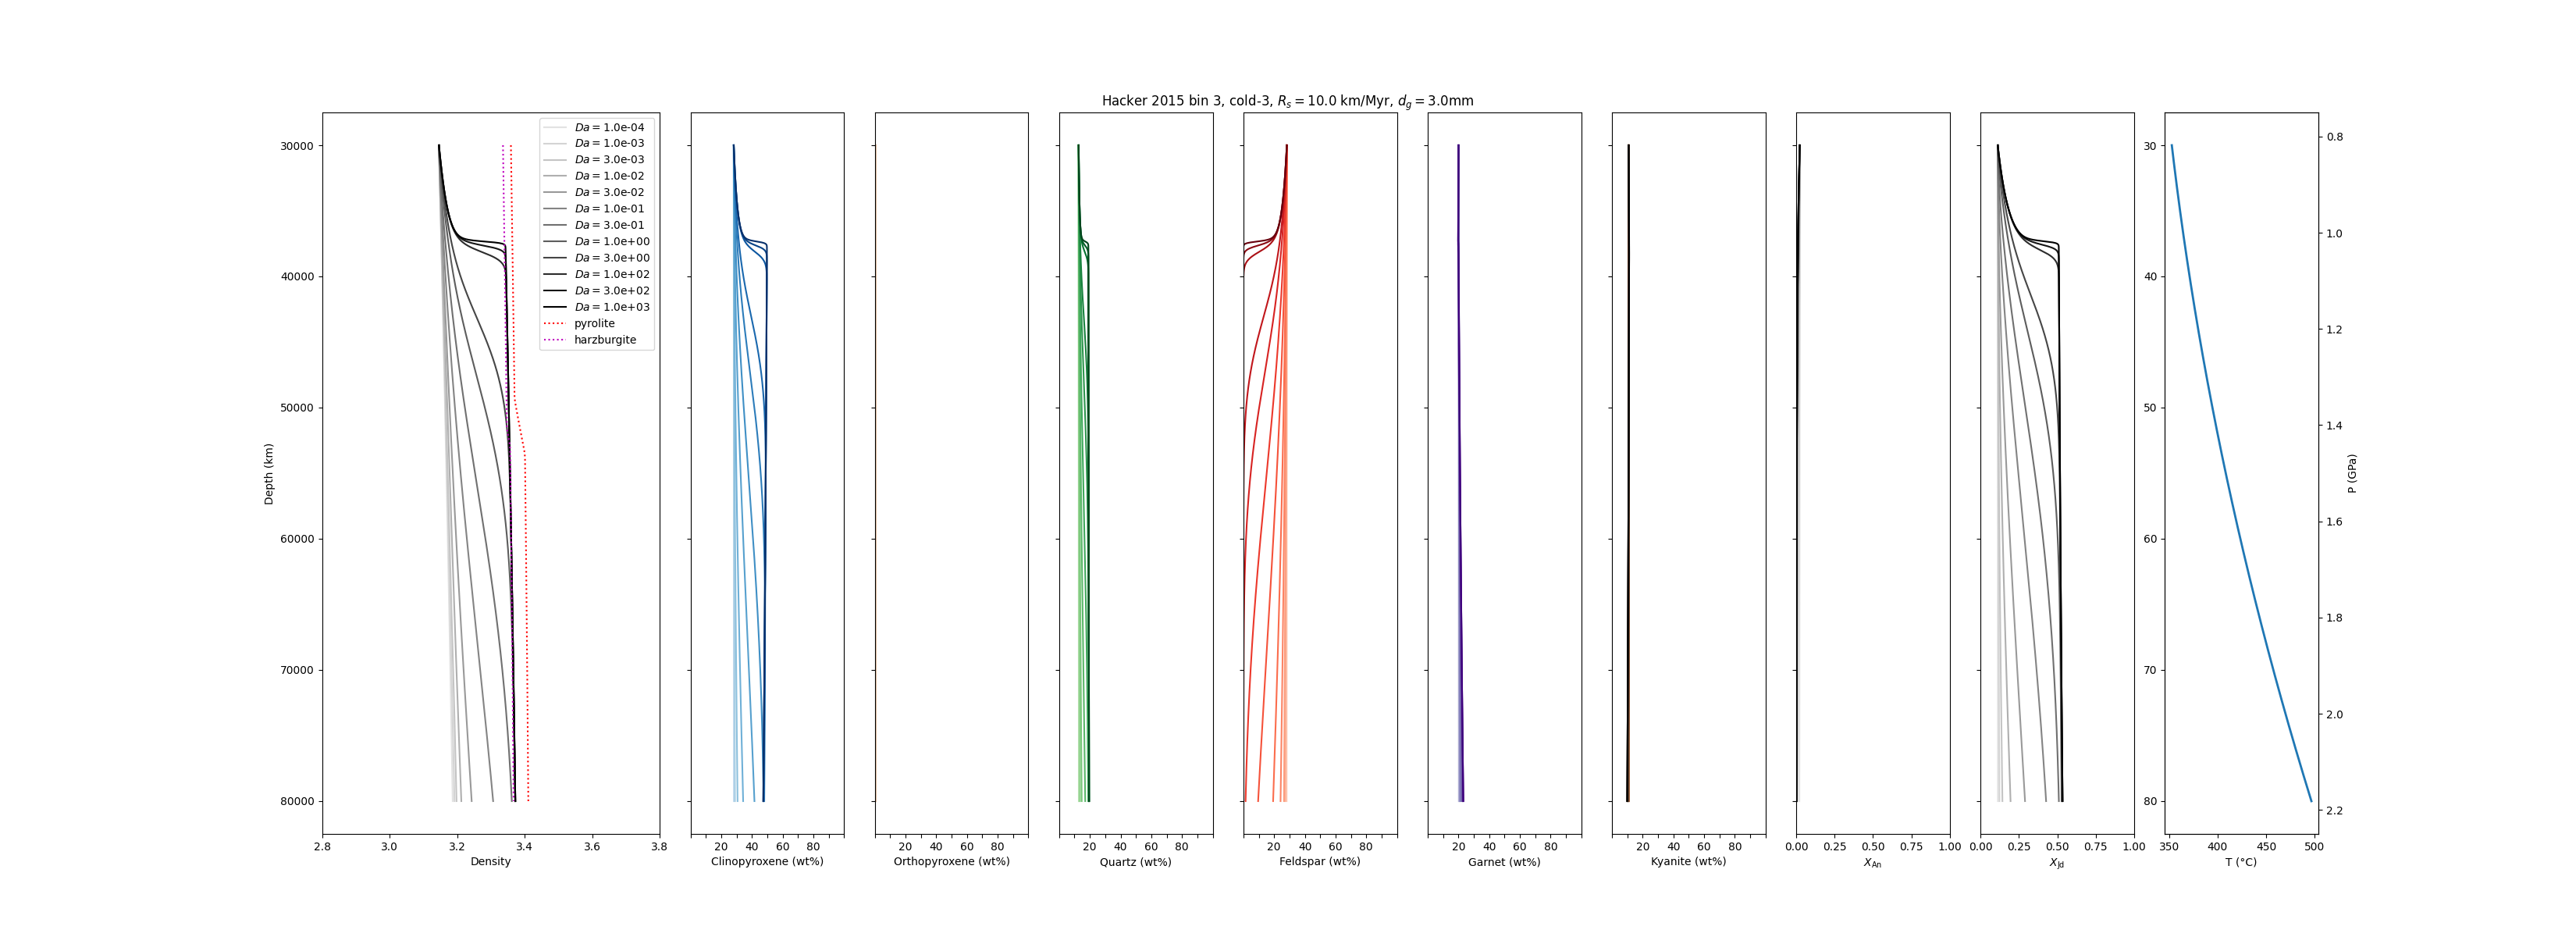 Hacker 2015 bin 3, cold-3, $R_s = 10.0$ km/Myr, $d_g = 3.0$mm
Da = 1.0e-04
Da = 1.0e-03
Da = 3.0e-03
Da = 1.0e-02
Da = 3.0e-02
Da = 1.0e-01
Da = 3.0e-01
Da = 1.0e+00
Da = 3.0e+00
Da = 1.0e+02
Da = 3.0e+02
Da = 1.0e+03
pyrolite
harzburgite
Depth (km)
30000
40000
50000
60000
70000
80000
2.8 3.0 3.2 3.4 3.6 3.8
Density
20 40 60 80
Clinopyroxene (wt%)
20 40 60 80
Orthopyroxene (wt%)
20 40 60 80
Quartz (wt%)
20 40 60 80
Feldspar (wt%)
20 40 60 80
Garnet (wt%)
20 40 60 80
Kyanite (wt%)
0.00 0.25 0.50 0.75 1.00
$X_{An}$
0.00 0.25 0.50 0.75 1.00
$X_{Jd}$
30
40
50
60
70
80
350 400 450 500
T (°C)
0.8
1.0
1.2
1.4
1.6
1.8
2.0
2.2
P (GPa)